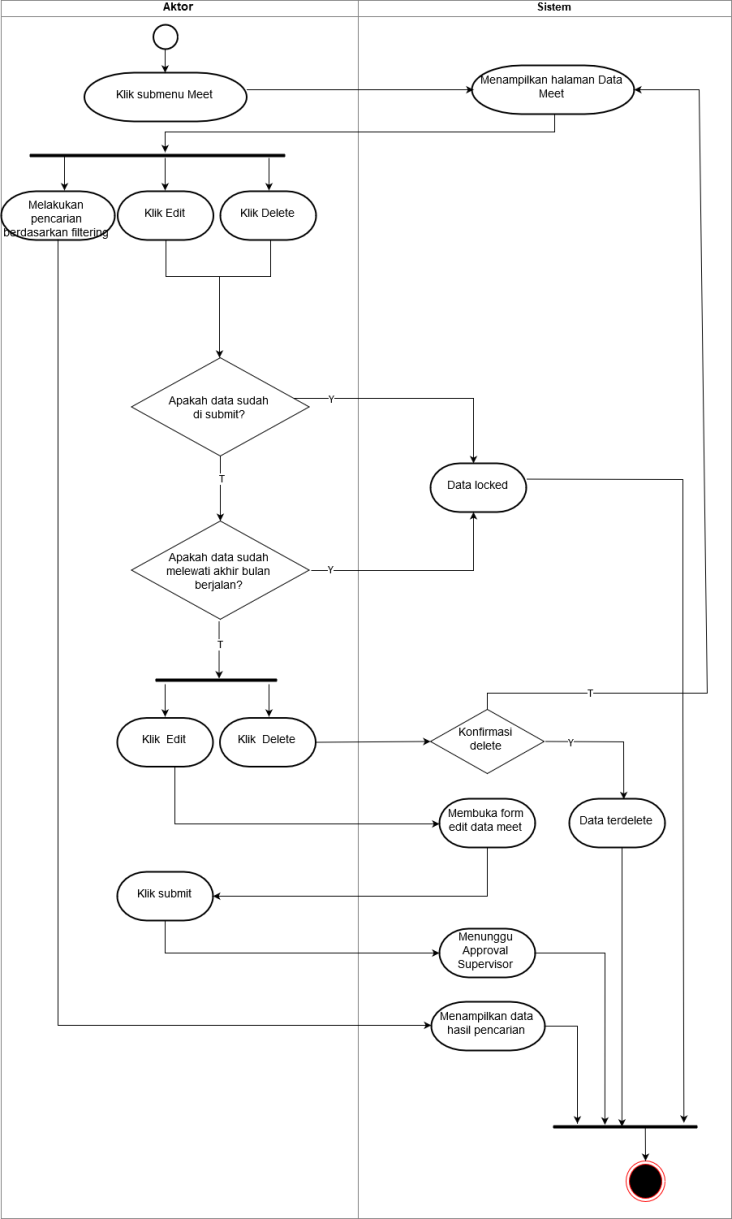 Aktor
Sistem
Klik submenu Meet
Menampilkan halaman Data
Meet
Melakukan
pencarian
berdasarkan filtering
Klik Edit
Klik Delete
Apakah data sudah
di submit?
Y
T
Data locked
Apakah data sudah
melewati akhir bulan
berjalan?
Y
T
T
Klik  Edit
Klik  Delete
Konfirmasi
delete
Y
Membuka form
edit data meet
Data terdelete
Klik submit
Menunggu
Approval
Supervisor
Menampilkan data
hasil pencarian